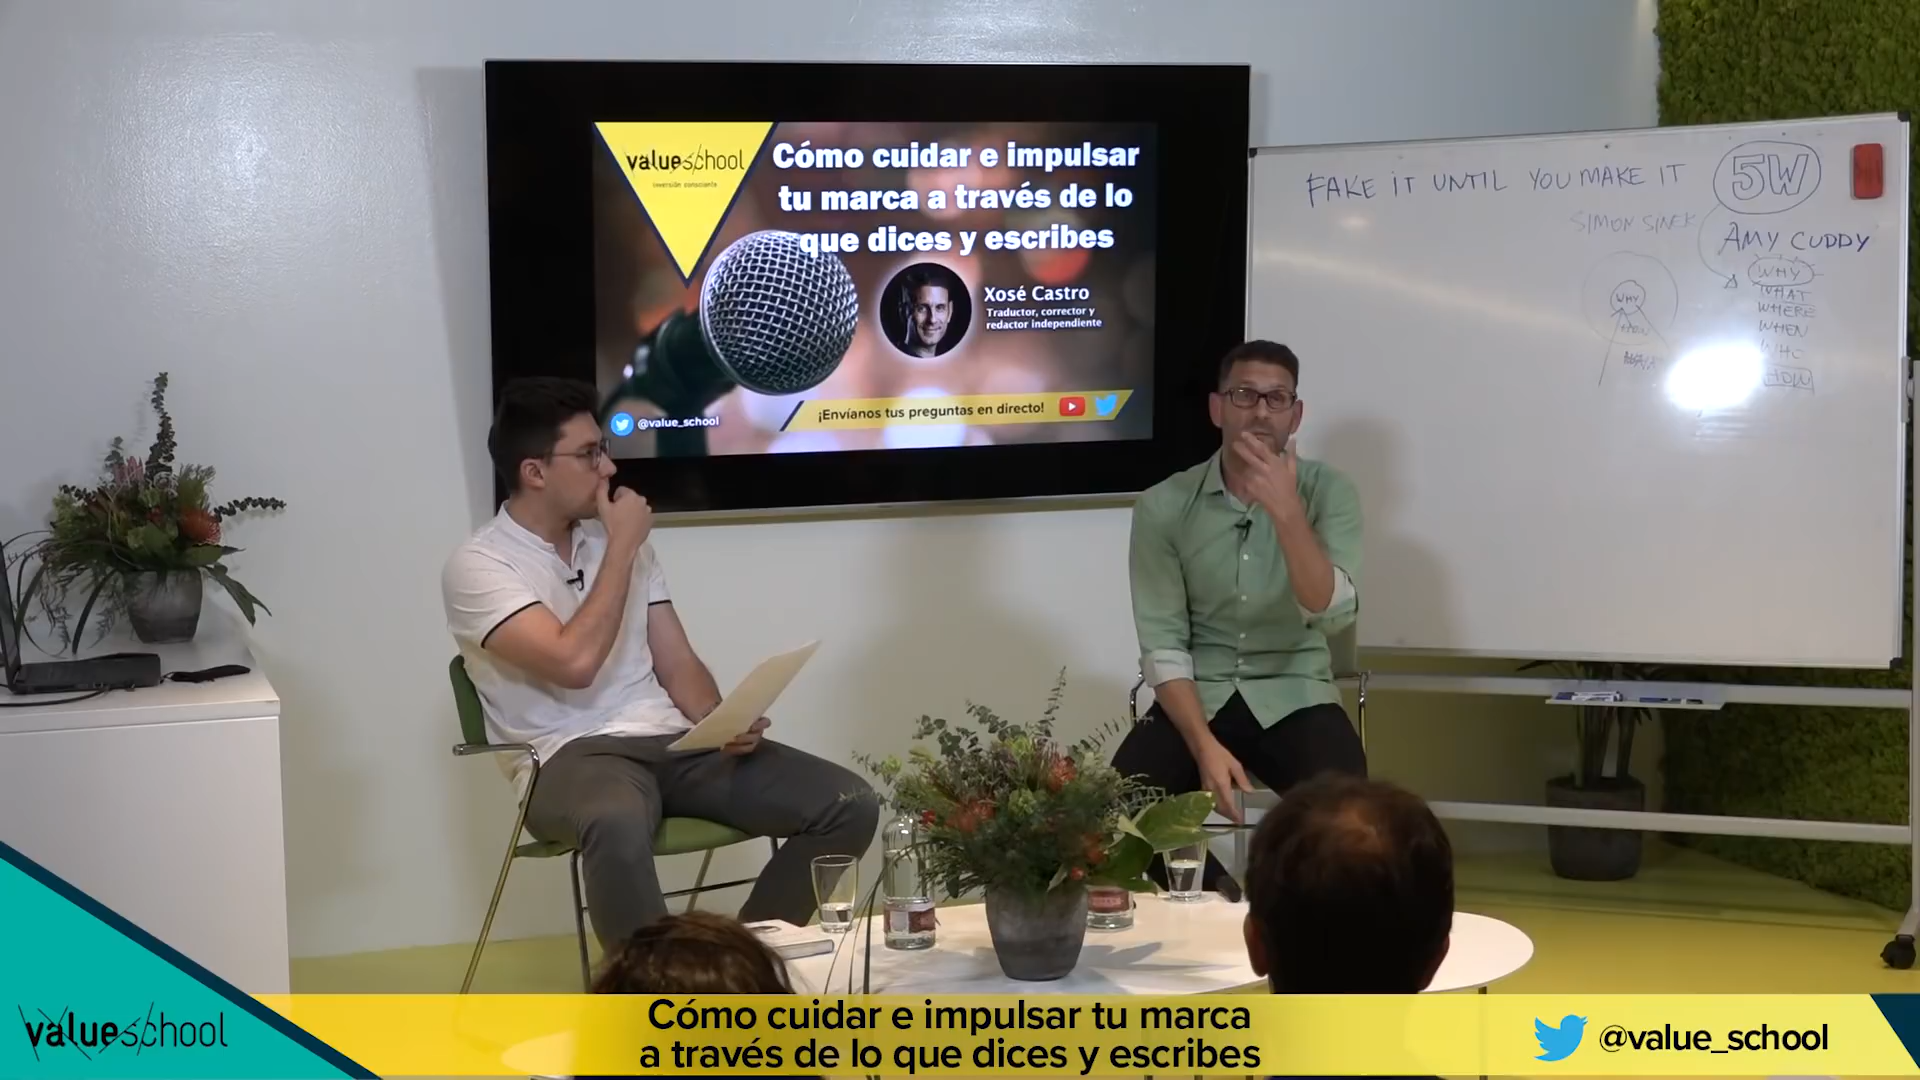 valueschool
inversión consciente
Cómo cuidar e impulsar
tu marca a través de lo
que dices y escribes
Xosé Castro
Traductor, corrector y
redactor independiente
@value_school
¡Envíanos tus preguntas en directo!
FAKE IT UNTIL YOU MAKE IT
5W
SIMON SINEK
AMY CUDDY
WHY
WHAT
WHERE
WHEN
WHO
HOW
WHY
HOW
valueschool
Cómo cuidar e impulsar tu marca
a través de lo que dices y escribes
@value_school